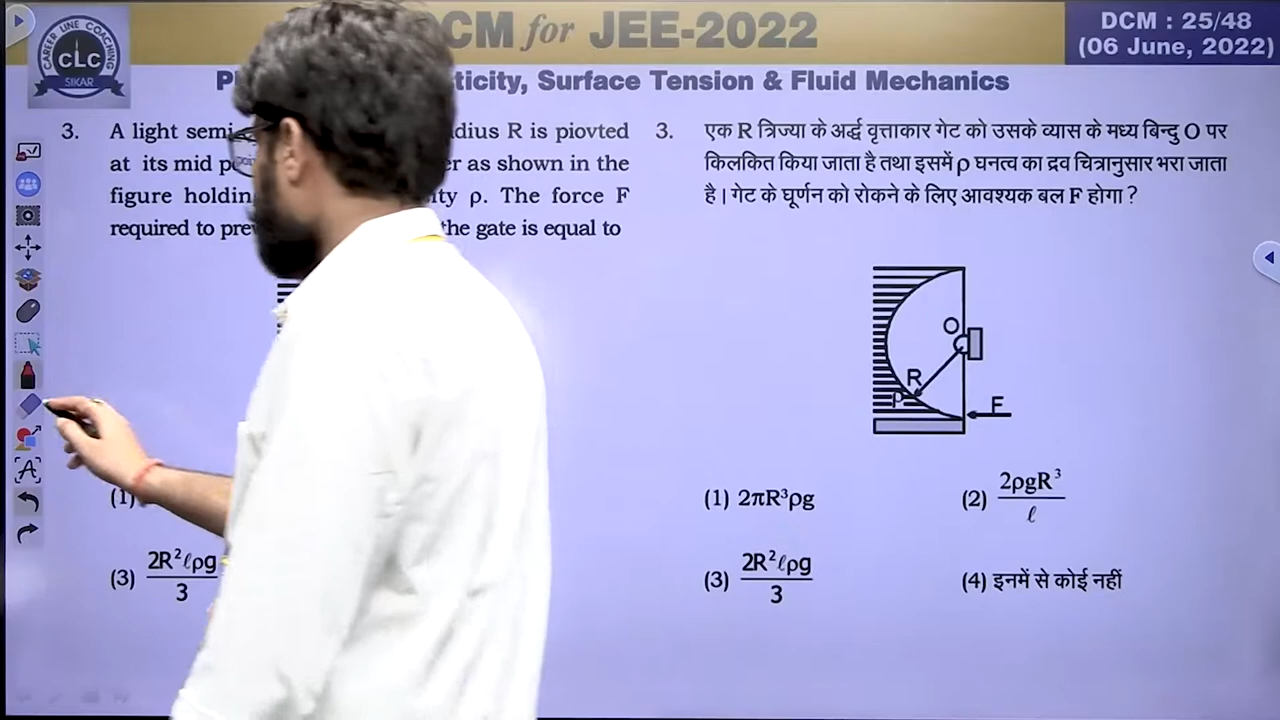 CAREER LINE COACHING
CLC
SIKAR
CM for JEE-2022
DCM : 25/48
(06 June, 2022)
ticity, Surface Tension & Fluid Mechanics
3. A light semi dius R is piovted
at its mid er as shown in the
figure holdin ity ρ. The force F
required to the gate is equal to
(1)
(3) 2R²ℓρg
3
3. एक R त्रिज्या के अर्द्ध वृत्ताकार गेट को उसके व्यास के मध्य बिन्दु O पर
किलकित किया जाता है तथा इसमें ρ घनत्व का द्रव चित्रानुसार भरा जाता
है। गेट के घूर्णन को रोकने के लिए आवश्यक बल F होगा ?
O
R
ρ
F
(1) 2πR³ρg
(2) 2ρgR³
ℓ
(3) 2R²ℓρg
3
(4) इनमें से कोई नहीं